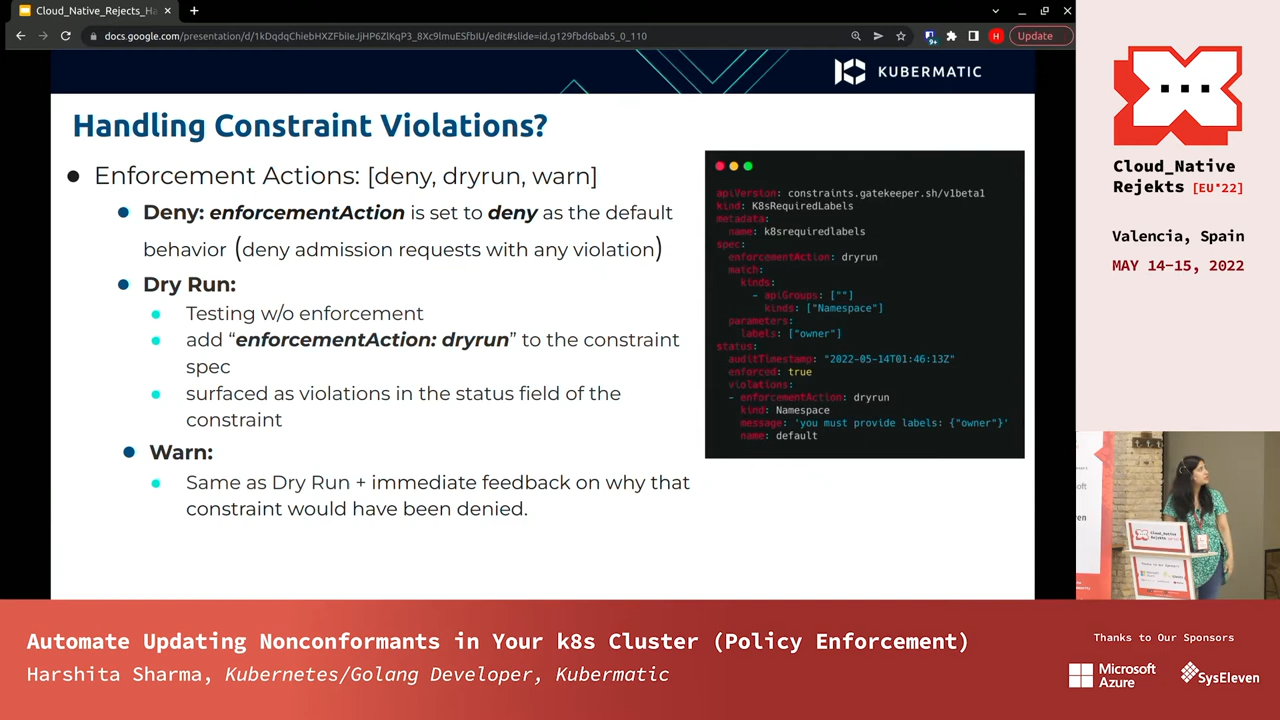 Cloud_Native_Rejects_Ha
docs.google.com/presentation/d/1kDqdqChiebHXZFbiIeJjHP6ZlKqP3_8Xc9lmuESfbIU/edit#slide=id.g129fbd6bab5_0_110
9+
H
Update
KUBERMATIC
Handling Constraint Violations?
● Enforcement Actions: [deny, dryrun, warn]
● Deny: enforcementAction is set to deny as the default
behavior (deny admission requests with any violation)
● Dry Run:
● Testing w/o enforcement
● add “enforcementAction: dryrun” to the constraint
spec
● surfaced as violations in the status field of the
constraint
● Warn:
● Same as Dry Run + immediate feedback on why that
constraint would have been denied.
apiVersion: constraints.gatekeeper.sh/v1beta1
kind: K8sRequiredLabels
metadata:
name: k8srequiredlabels
spec:
enforcementAction: dryrun
match:
kinds:
- apiGroups: [""]
kinds: ["Namespace"]
parameters:
labels: ["owner"]
status:
auditTimestamp: "2022-05-14T01:46:13Z"
enforced: true
violations:
- enforcementAction: dryrun
kind: Namespace
message: 'you must provide labels: {"owner"}'
name: default
Cloud_Native
Rejekts [EU'22]
Valencia, Spain
MAY 14-15, 2022
Cloud_Native
Rejekts
Automate Updating Nonconformants in Your k8s Cluster (Policy Enforcement)
Harshita Sharma, Kubernetes/Golang Developer, Kubermatic
Thanks to Our Sponsors
Microsoft
Azure
SysEleven